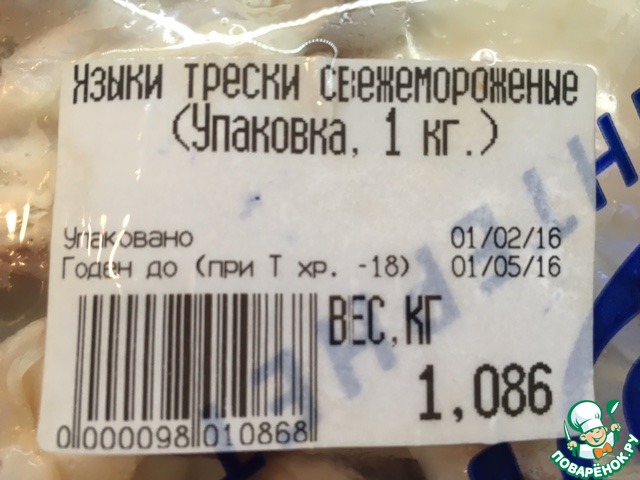 Языки трески свежемороженые
(Упаковка, 1 кг.)
Упаковано 01/02/16
Годен до (при Т хр. -18) 01/05/16
ВЕС,КГ
1,086
0 000098 010868
ПОВАРЁНОК.РУ